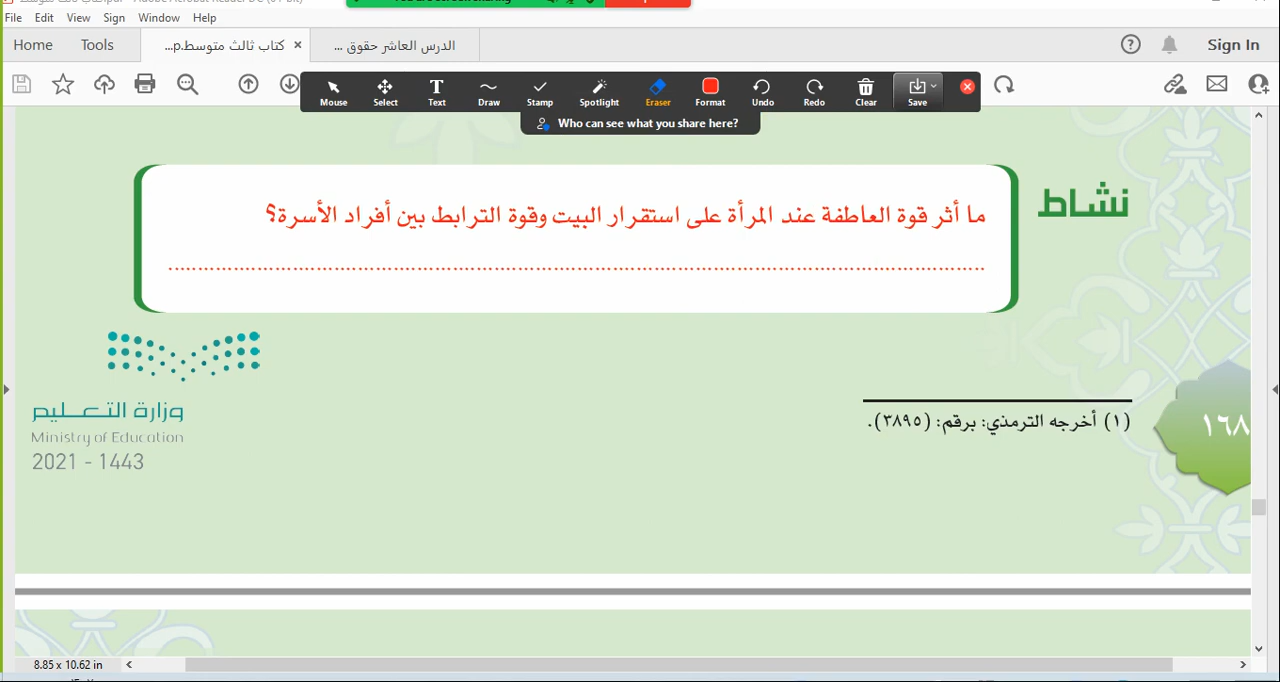 File Edit View Sign Window Help
Home Tools كتاب ثالث متوسط.p... × الدرس العاشر حقوق ... Sign In
Mouse Select Text Draw Stamp Spotlight Eraser Format Undo Redo Clear Save
Who can see what you share here?
نشاط
ما أثر قوة العاطفة عند المرأة على استقرار البيت وقوة الترابط بين أفراد الأسرة؟
(١) أخرجه الترمذي: برقم: (٣٨٩٥).
١٦٨
وزارة التعليم
Ministry of Education
2021 - 1443
8.85 x 10.62 in